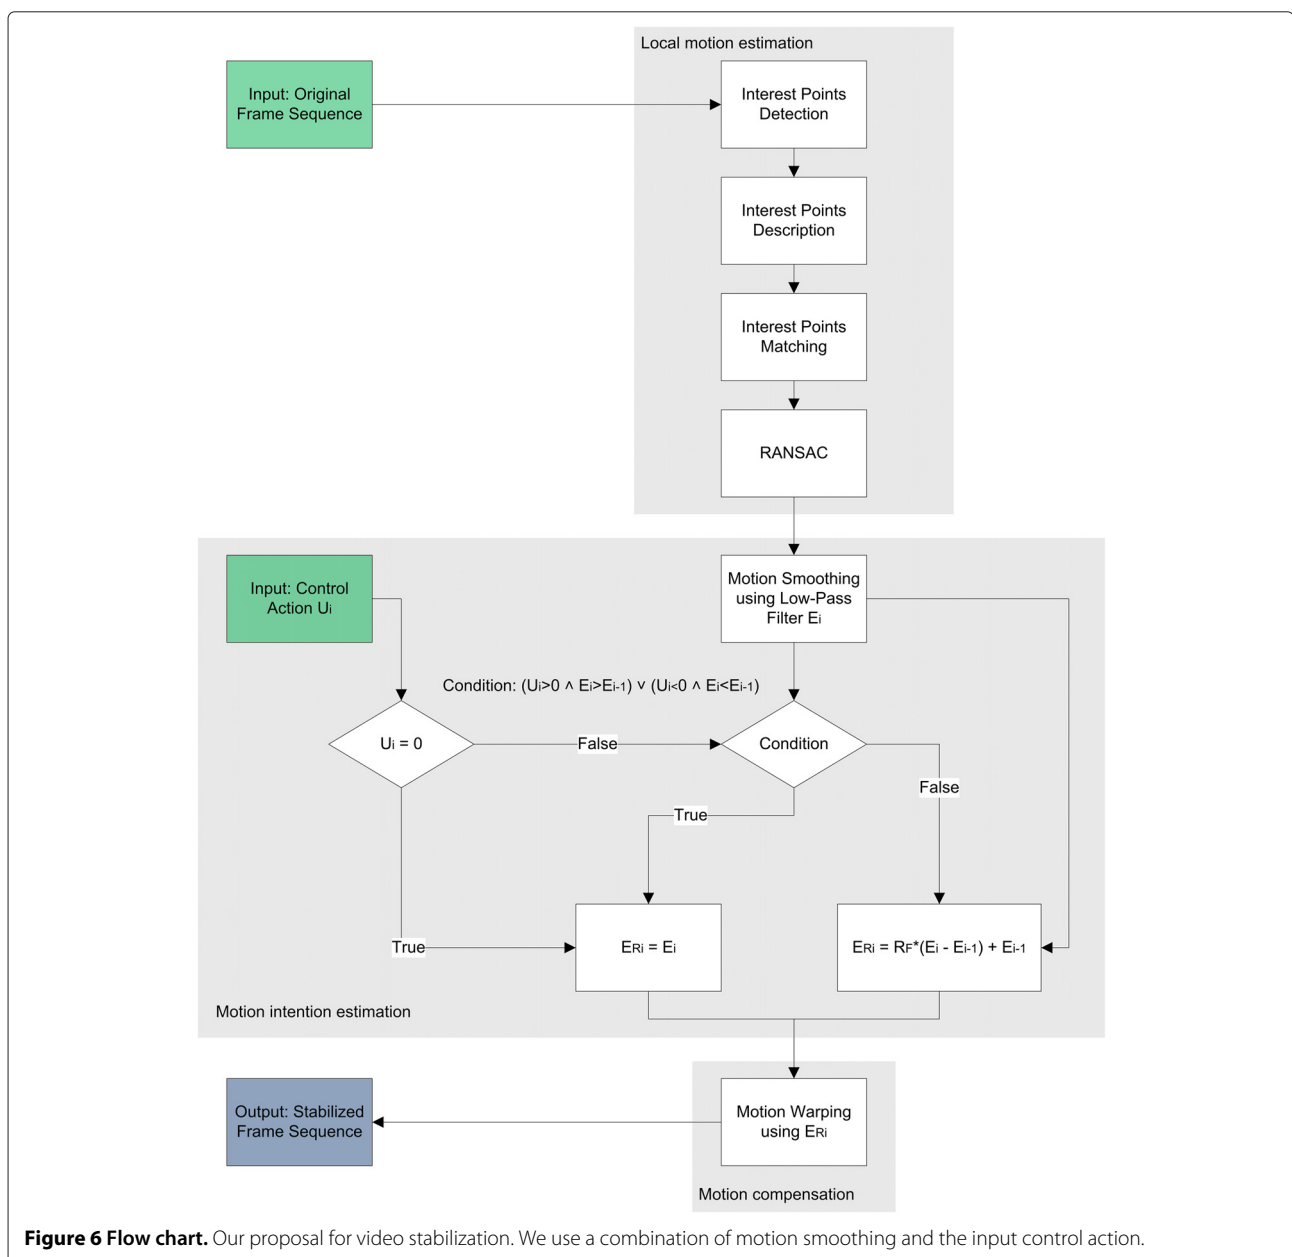 Local motion estimation
Input: Original
Frame Sequence
Interest Points
Detection
Interest Points
Description
Interest Points
Matching
RANSAC
Input: Control
Action Ui
Motion Smoothing
using Low-Pass
Filter Ei
Condition: (Ui>0 ∧ Ei>Ei-1) ∨ (Ui<0 ∧ Ei<Ei-1)
Ui = 0
False
Condition
False
True
True
ERi = Ei
ERi = RF*(Ei - Ei-1) + Ei-1
Motion intention estimation
Output: Stabilized
Frame Sequence
Motion Warping
using ERi
Motion compensation
Figure 6 Flow chart. Our proposal for video stabilization. We use a combination of motion smoothing and the input control action.